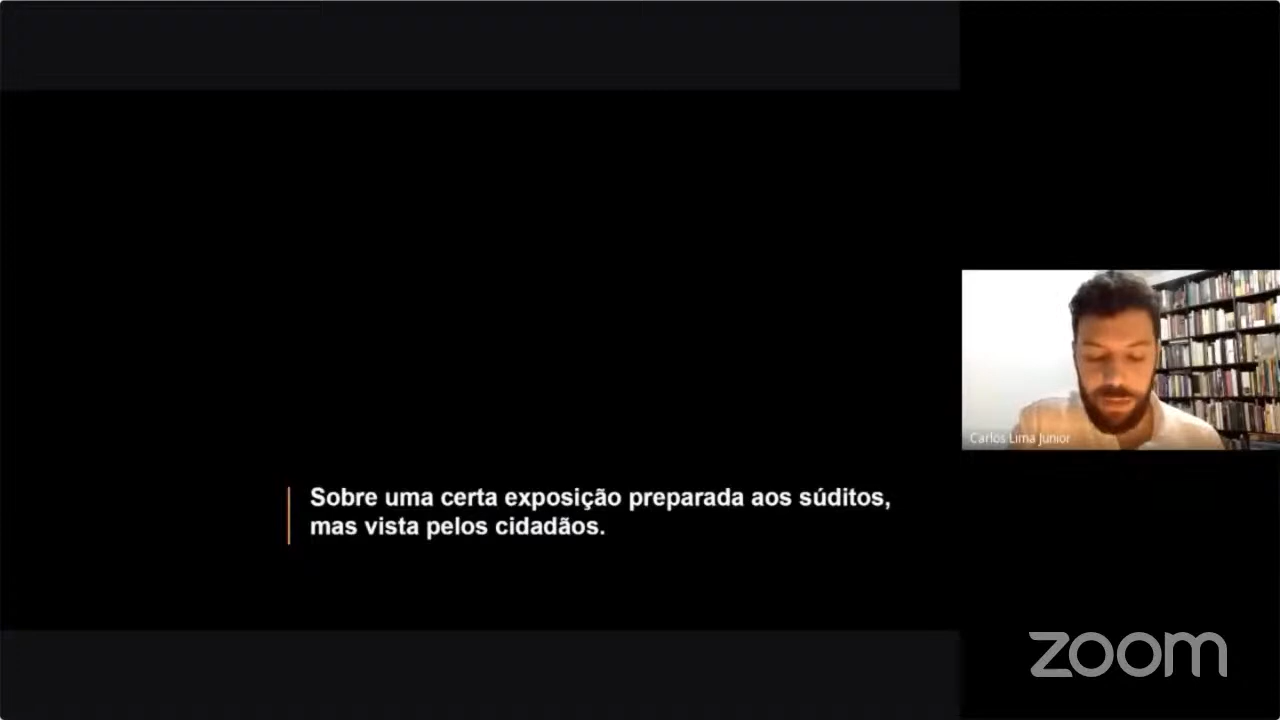 Sobre uma certa exposição preparada aos súditos,
mas vista pelos cidadãos.
Carlos Lima Junior
zoom